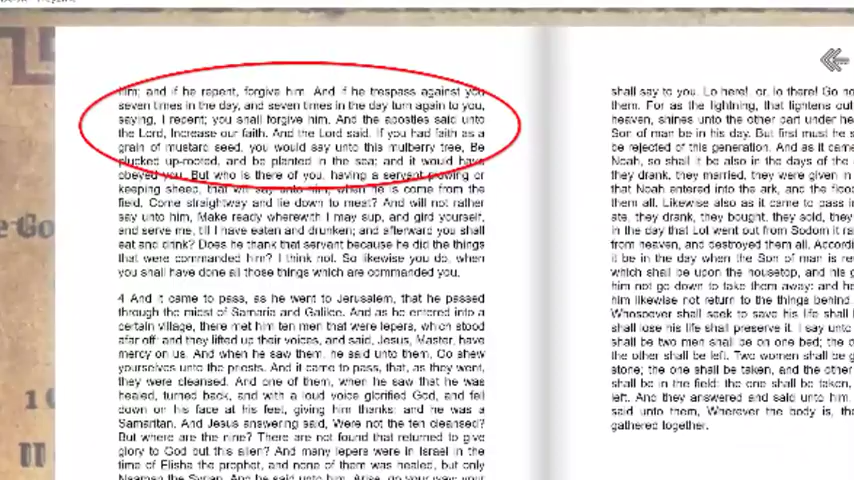 him; and if he repent, forgive him. And if he trespass against you
seven times in the day, and seven times in the day turn again to you,
saying, I repent; you shall forgive him. And the apostles said unto
the Lord, Increase our faith. And the Lord said, If you had faith as a
grain of mustard seed, you would say unto this mulberry tree, Be
plucked up-rooted, and be planted in the sea; and it would have
obeyed you. But who is there of you, having a servant plowing or
keeping sheep, that will say unto him, when he is come from the
field, Come straightway and lie down to meat? And will not rather
say unto him, Make ready wherewith I may sup, and gird yourself,
and serve me, till I have eaten and drunken; and afterward you shall
eat and drink? Does he thank that servant because he did the things
that were commanded him? I think not. So likewise you do, when
you shall have done all those things which are commanded you.
4 And it came to pass, as he went to Jerusalem, that he passed
through the midst of Samaria and Galilee. And as he entered into a
certain village, there met him ten men that were lepers, which stood
afar off: and they lifted up their voices, and said, Jesus, Master, have
mercy on us. And when he saw them, he said unto them, Go shew
yourselves unto the priests. And it came to pass, that, as they went,
they were cleansed. And one of them, when he saw that he was
healed, turned back, and with a loud voice glorified God, and fell
down on his face at his feet, giving him thanks: and he was a
Samaritan. And Jesus answering said, Were not the ten cleansed?
But where are the nine? There are not found that returned to give
glory to God but this alien? And many lepers were in Israel in the
time of Elisha the prophet, and none of them was healed, but only
Naaman the Syrian. And he said unto him, Arise, go your way: your
shall say to you, Lo here! or, lo there! Go no
them. For as the lightning, that lightens out
heaven, shines unto the other part under he
Son of man be in his day. But first must he s
be rejected of this generation. And as it came
Noah, so shall it be also in the days of the
they drank, they married, they were given in
that Noah entered into the ark, and the floo
them all. Likewise also as it came to pass in
ate, they drank, they bought, they sold, they
in the day that Lot went out from Sodom it ra
from heaven, and destroyed them all. Accordi
it be in the day when the Son of man is re
which shall be upon the housetop, and his g
him not go down to take them away: and he
him likewise not return to the things behind.
Whosoever shall seek to save his life shall l
shall lose his life shall preserve it. I say unto
shall be two men shall be on one bed; the o
the other shall be left. Two women shall be g
stone; the one shall be taken, and the other
shall be in the field: the one shall be taken,
left. And they answered and said unto him,
said unto them, Wherever the body is, tha
gathered together.